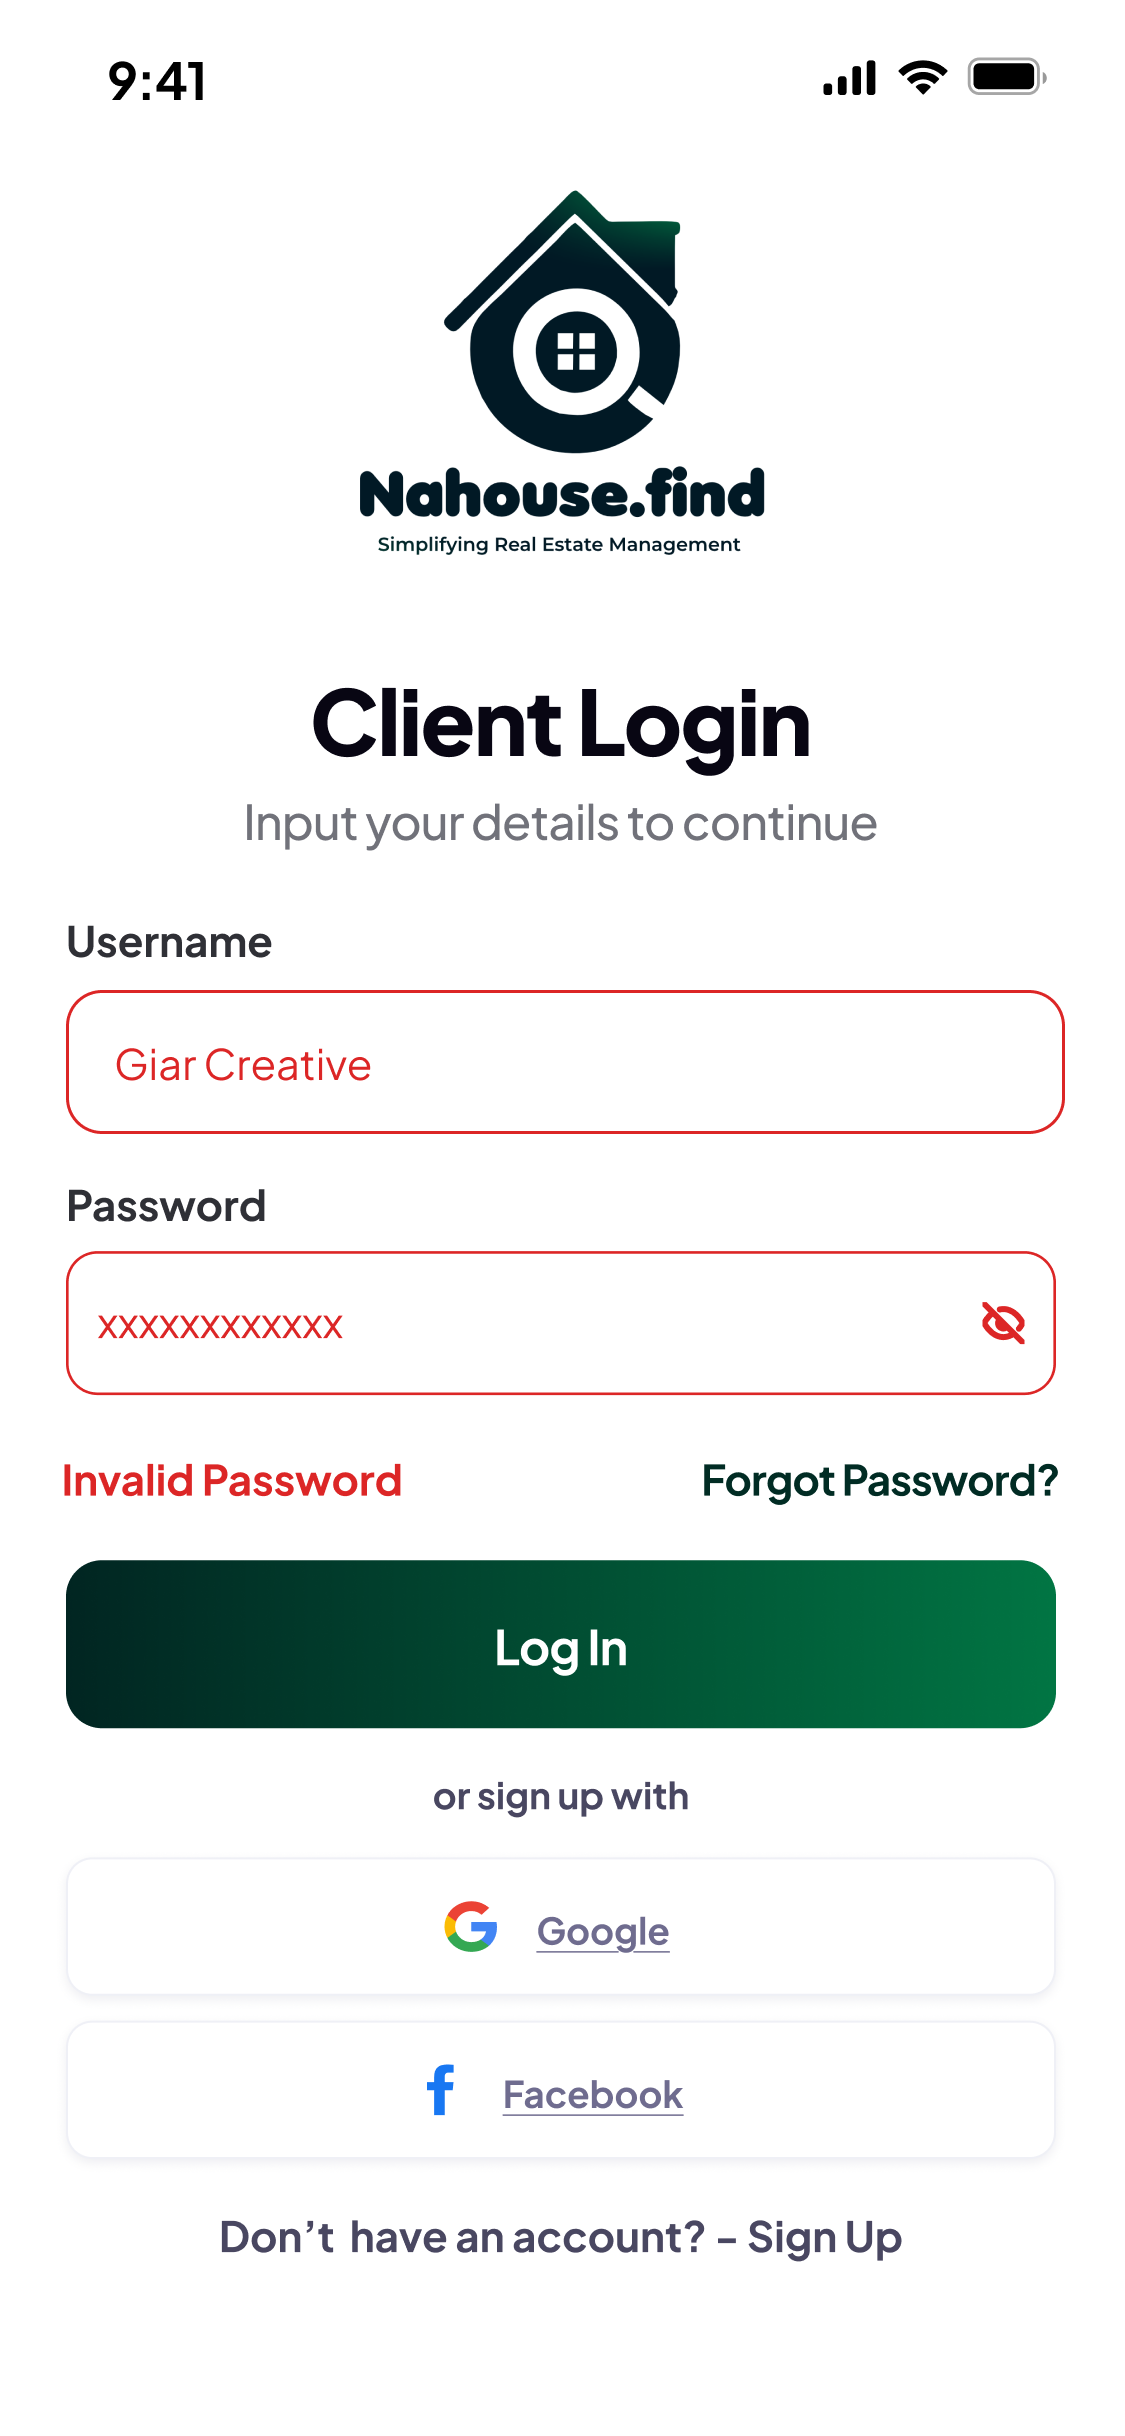 9:41
Nahouse.find
Simplifying Real Estate Management
Client Login
Input your details to continue
Username
Giar Creative
Password
xxxxxxxxxxxx
Invalid Password
Forgot Password?
Log In
or sign up with
Google
Facebook
Don’t have an account? - Sign Up